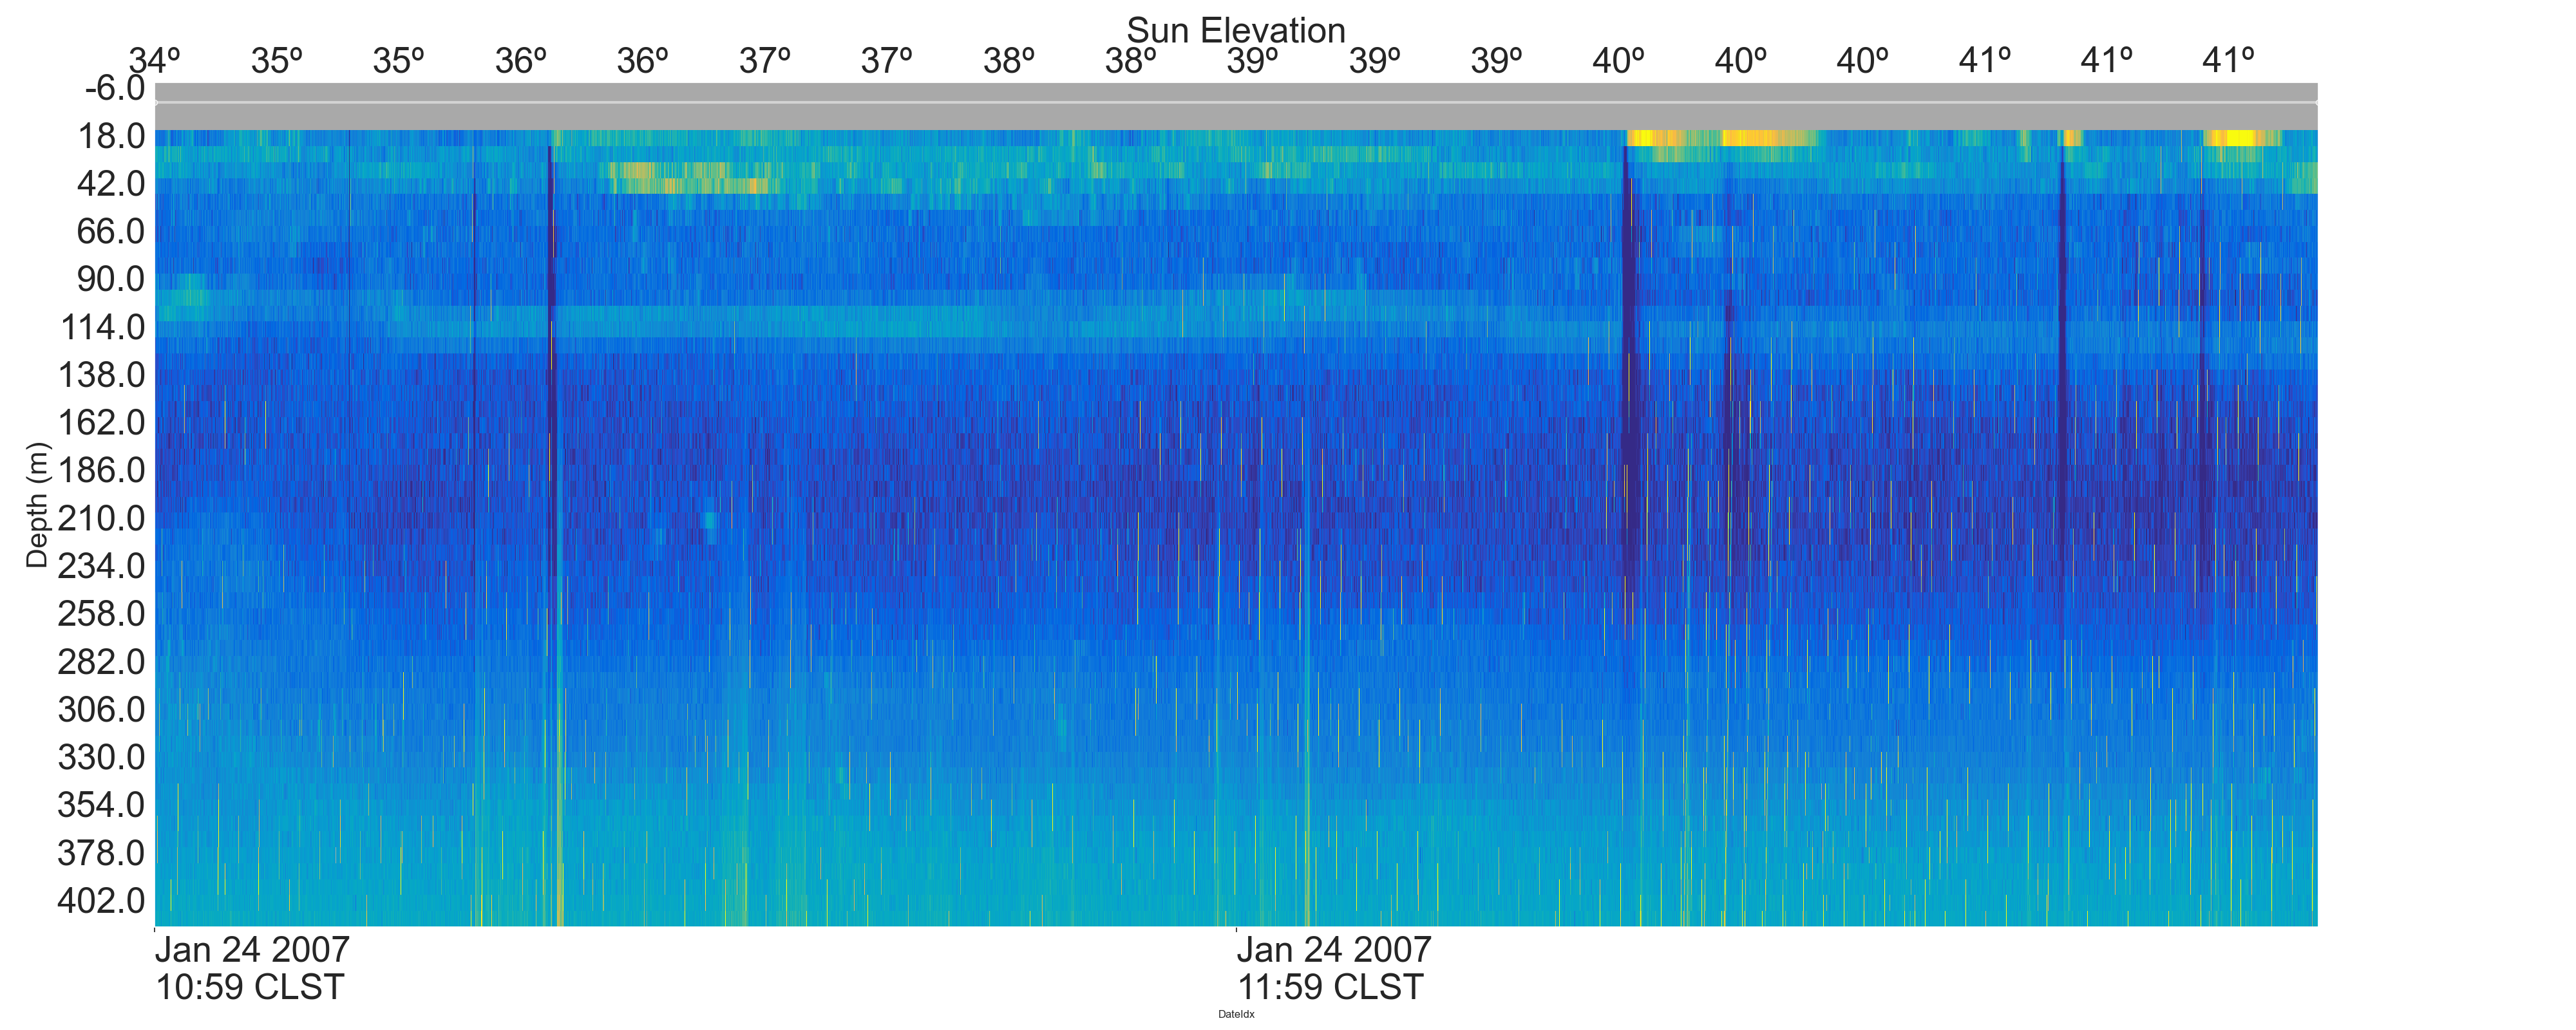 Sun Elevation
34º 35º 35º 36º 36º 37º 37º 38º 38º 39º 39º 39º 40º 40º 40º 41º 41º 41º
-6.0
18.0
42.0
66.0
90.0
114.0
138.0
162.0
186.0
210.0
234.0
258.0
282.0
306.0
330.0
354.0
378.0
402.0
Depth (m)
Jan 24 2007
10:59 CLST
Jan 24 2007
11:59 CLST
DateIdx